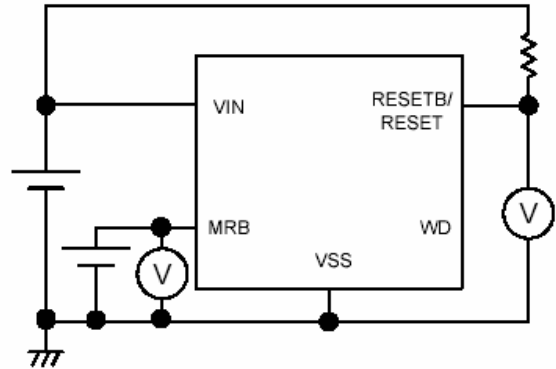 VIN
RESETB/
RESET
MRB
WD
V
V
VSS